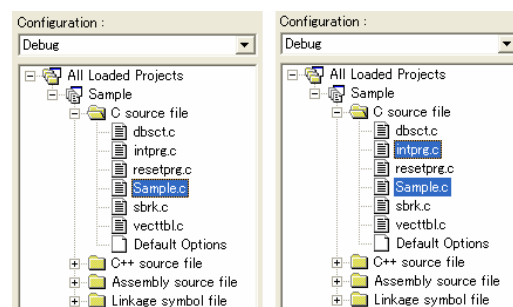 Configuration :
Debug
All Loaded Projects
Sample
C source file
dbsct.c
intprg.c
resetprg.c
Sample.c
sbrk.c
vecttbl.c
Default Options
C++ source file
Assembly source file
Linkage symbol file
Configuration :
Debug
All Loaded Projects
Sample
C source file
dbsct.c
intprg.c
resetprg.c
Sample.c
sbrk.c
vecttbl.c
Default Options
C++ source file
Assembly source file
Linkage symbol file